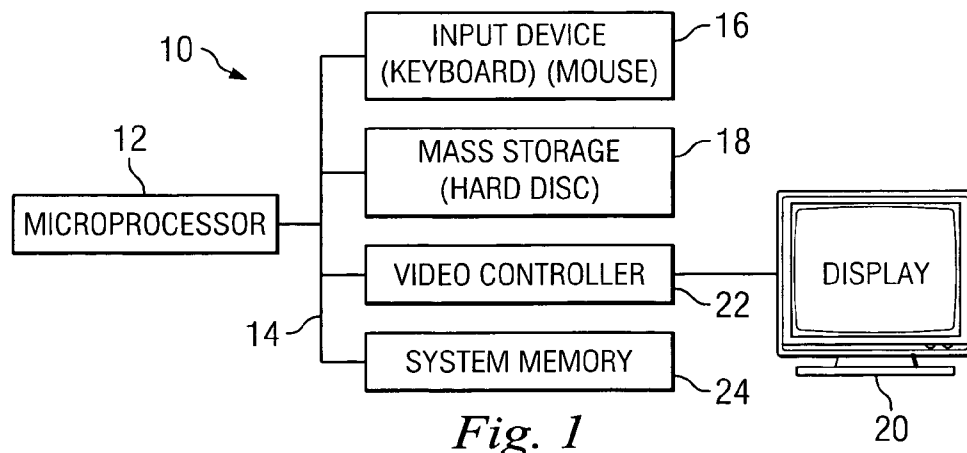 10
INPUT DEVICE
(KEYBOARD) (MOUSE)
16
12
MASS STORAGE
(HARD DISC)
18
MICROPROCESSOR
VIDEO CONTROLLER
22
DISPLAY
14
SYSTEM MEMORY
24
20
Fig. 1